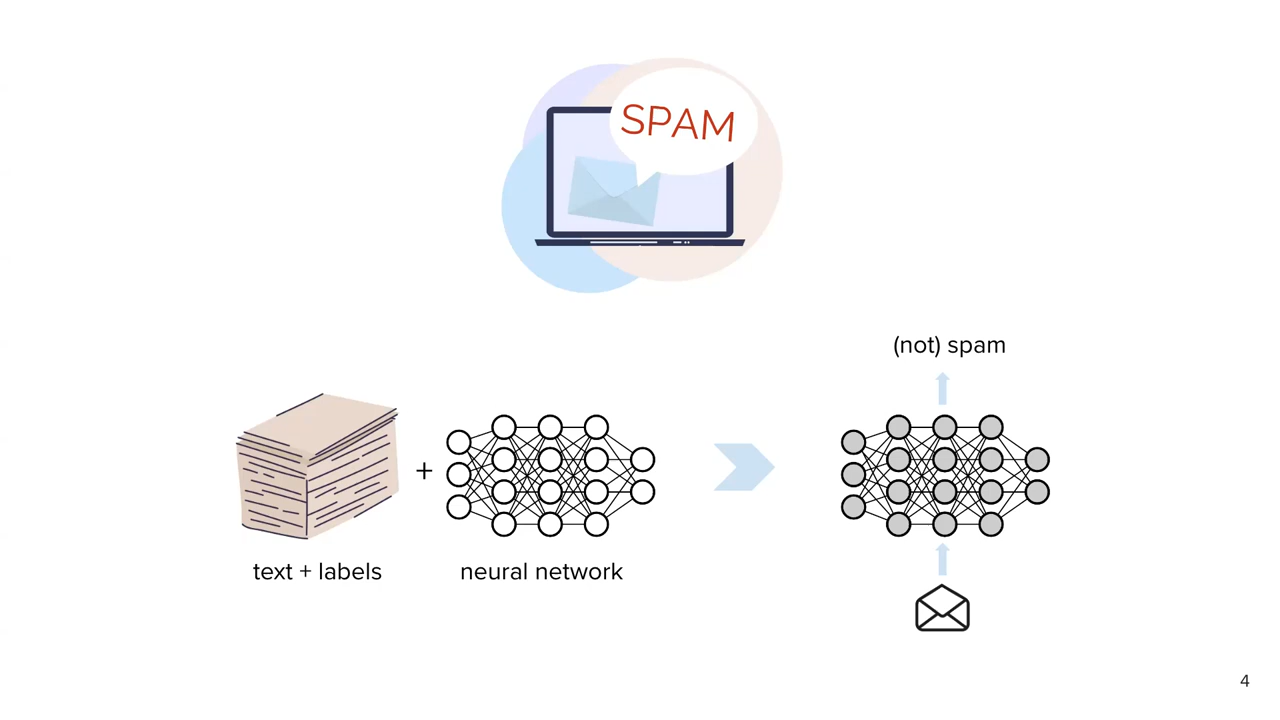 SPAM
(not) spam
+
text + labels
neural network
4